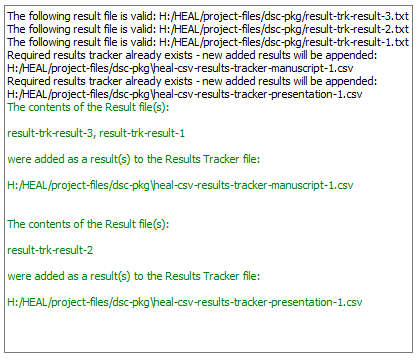 The following result file is valid: H:/HEAL/project-files/dsc-pkg/result-trk-result-3.txt
The following result file is valid: H:/HEAL/project-files/dsc-pkg/result-trk-result-2.txt
The following result file is valid: H:/HEAL/project-files/dsc-pkg/result-trk-result-1.txt
Required results tracker already exists - new added results will be appended:
H:/HEAL/project-files/dsc-pkg\heal-csv-results-tracker-manuscript-1.csv
Required results tracker already exists - new added results will be appended:
H:/HEAL/project-files/dsc-pkg\heal-csv-results-tracker-presentation-1.csv
The contents of the Result file(s):
result-trk-result-3, result-trk-result-1
were added as a result(s) to the Results Tracker file:
H:/HEAL/project-files/dsc-pkg\heal-csv-results-tracker-manuscript-1.csv
The contents of the Result file(s):
result-trk-result-2
were added as a result(s) to the Results Tracker file:
H:/HEAL/project-files/dsc-pkg\heal-csv-results-tracker-presentation-1.csv